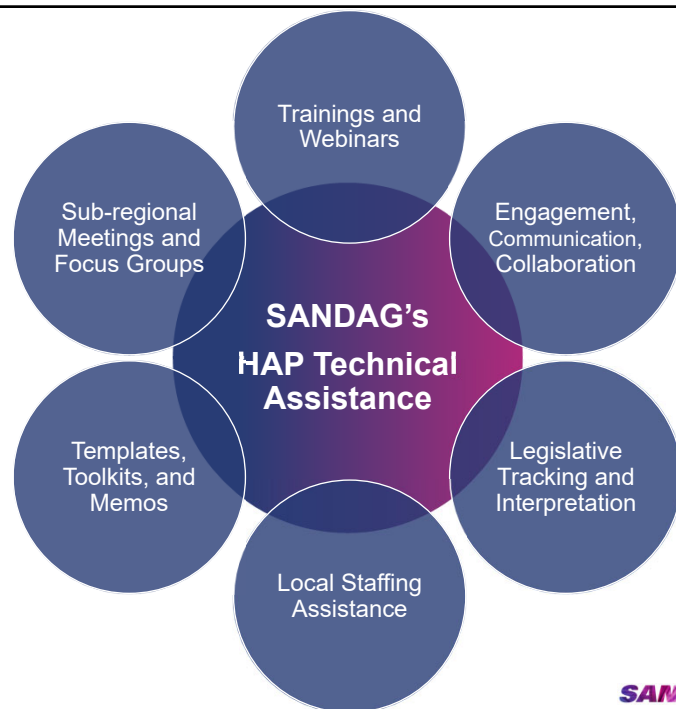 Trainings and
Webinars
Sub-regional
Meetings and
Focus Groups
Engagement,
Communication,
Collaboration
SANDAG's
HAP Technical
Assistance
Templates,
Toolkits, and
Memos
Legislative
Tracking and
Interpretation
Local Staffing
Assistance